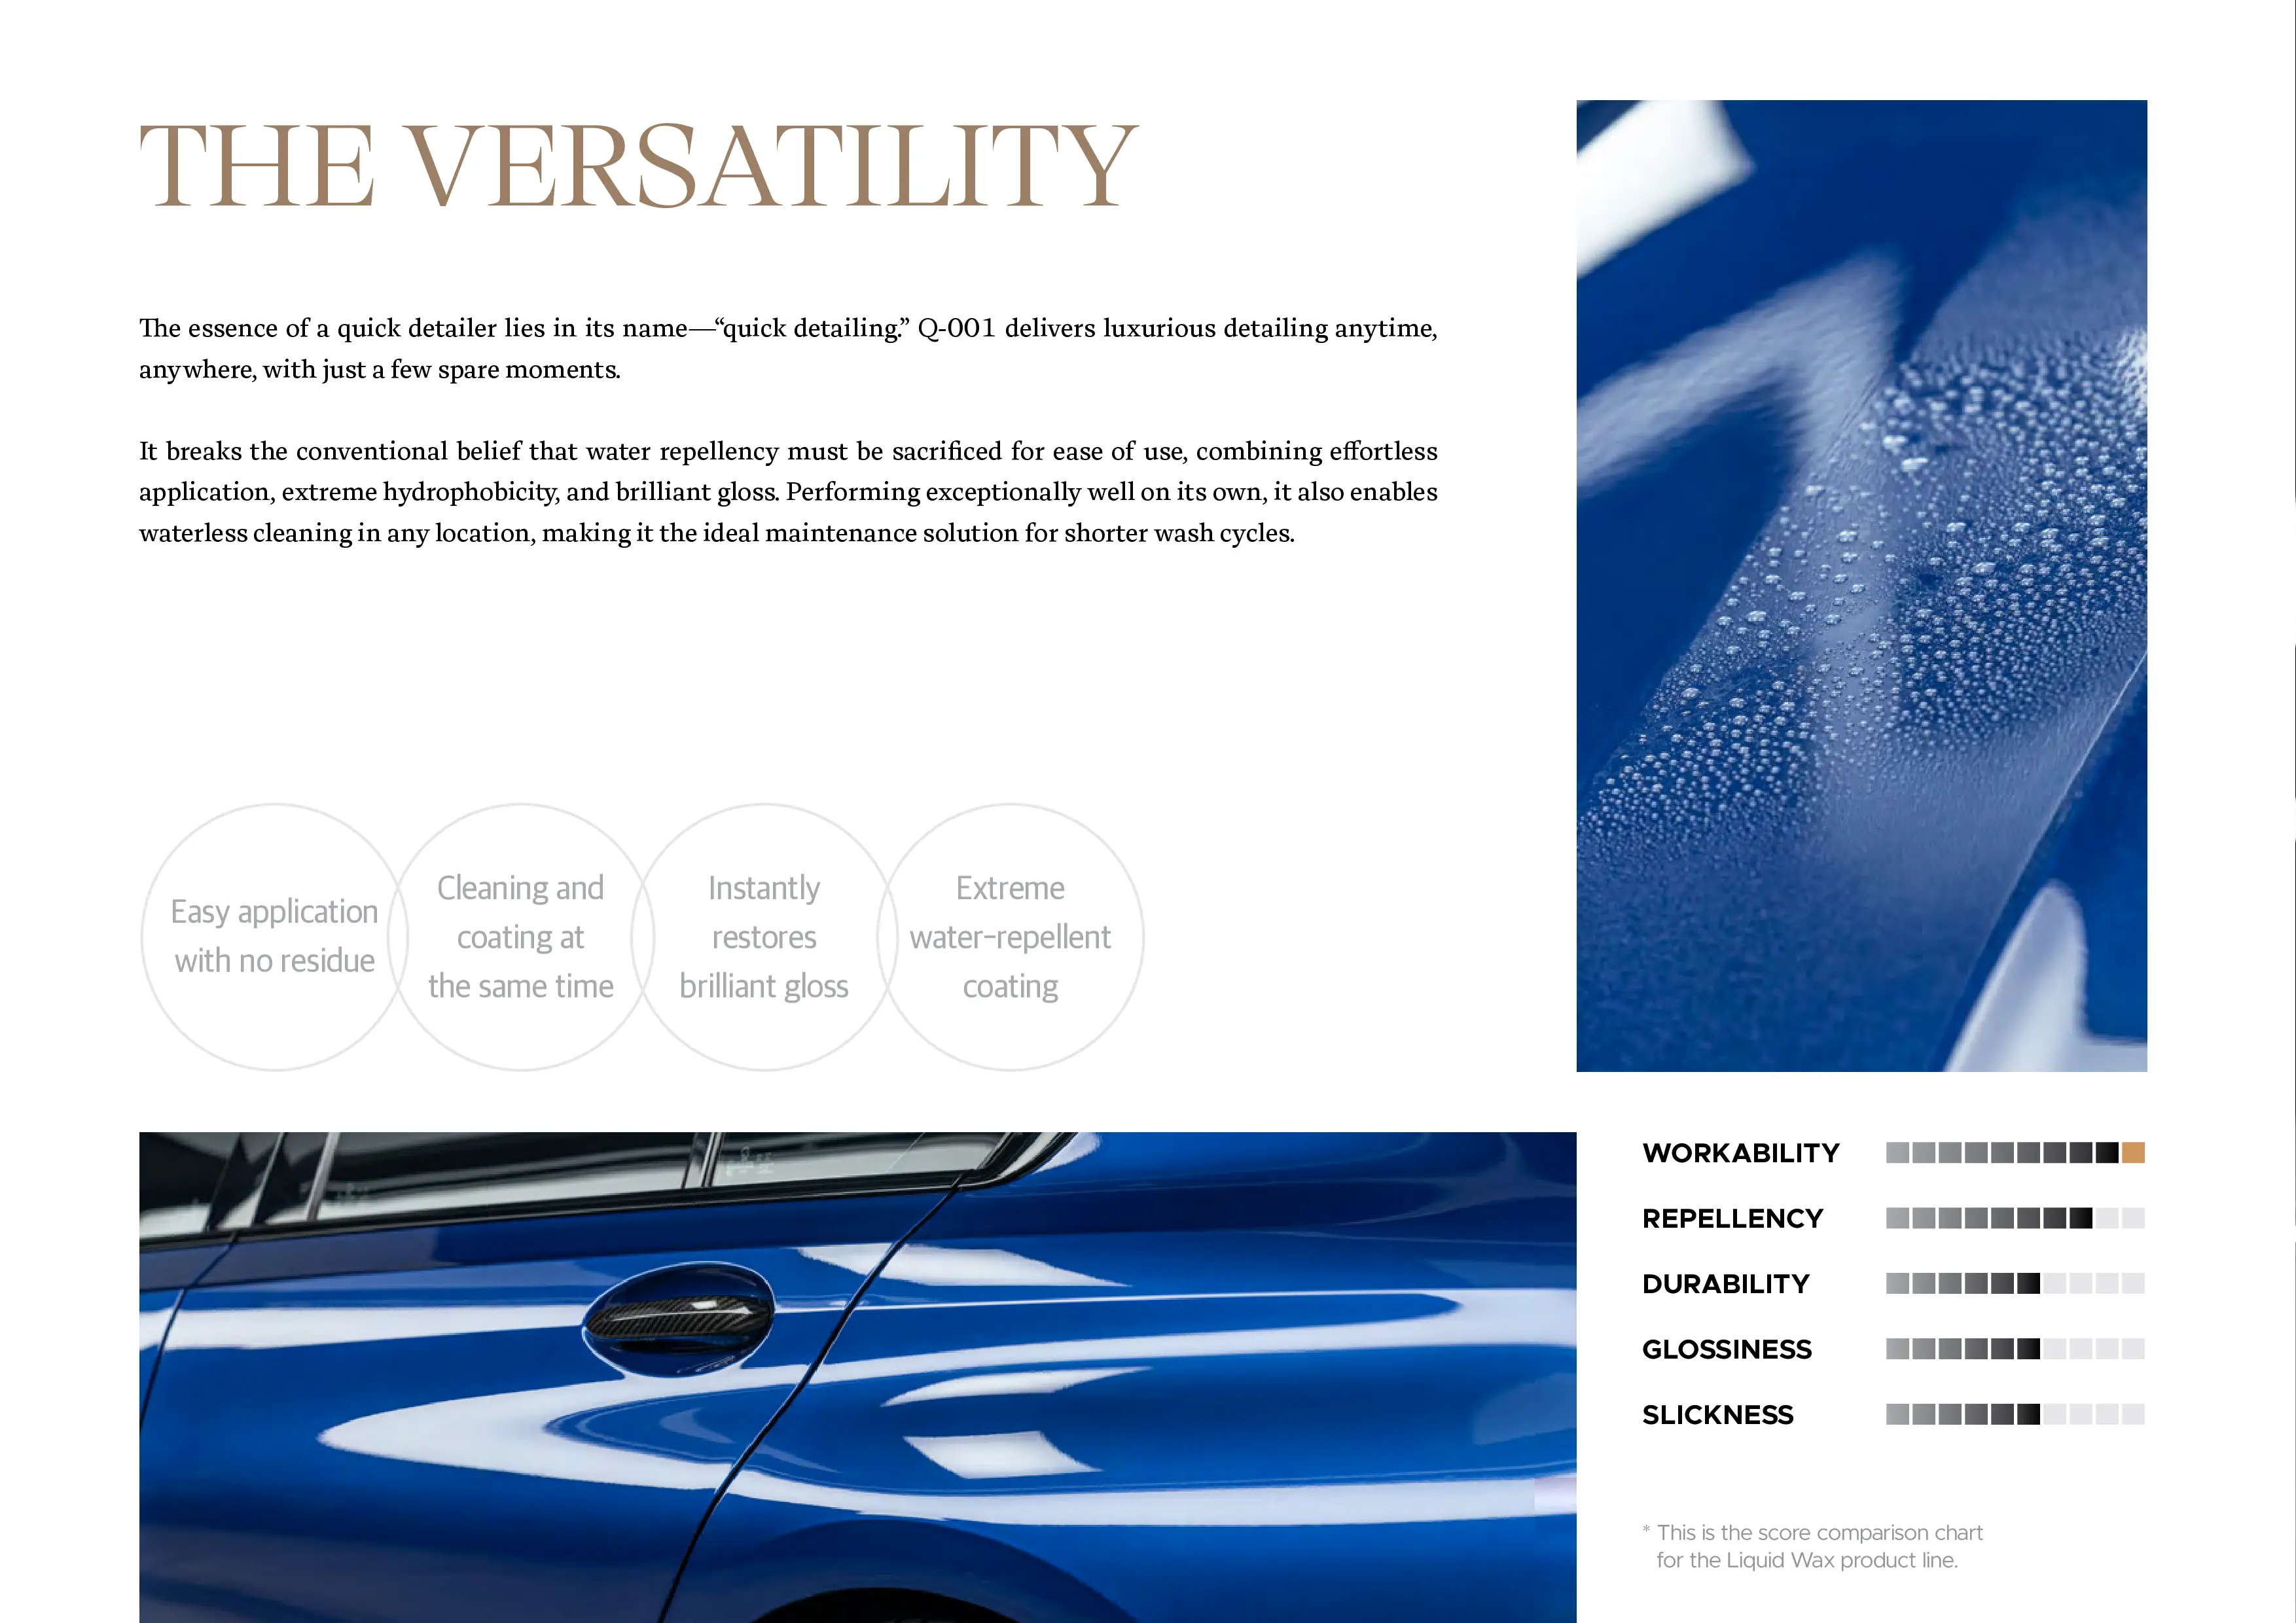 THE VERSATILITY
The essence of a quick detailer lies in its name—“quick detailing.” Q-001 delivers luxurious detailing anytime,
anywhere, with just a few spare moments.
It breaks the conventional belief that water repellency must be sacrificed for ease of use, combining effortless
application, extreme hydrophobicity, and brilliant gloss. Performing exceptionally well on its own, it also enables
waterless cleaning in any location, making it the ideal maintenance solution for shorter wash cycles.
Easy application
with no residue
Cleaning and
coating at
the same time
Instantly
restores
brilliant gloss
Extreme
water-repellent
coating
WORKABILITY
REPELLENCY
DURABILITY
GLOSSINESS
SLICKNESS
* This is the score comparison chart
for the Liquid Wax product line.